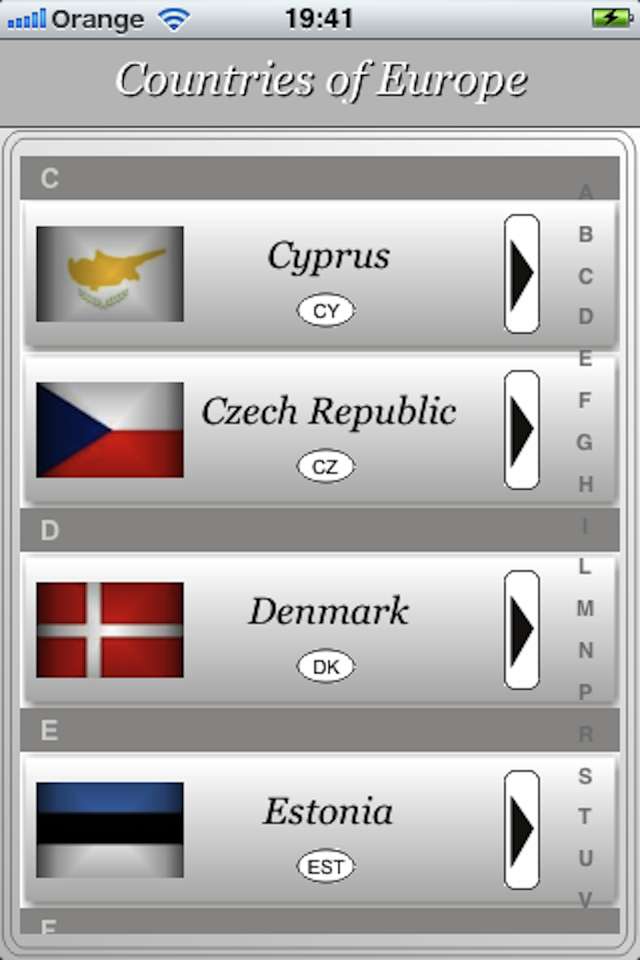 Orange 19:41
Countries of Europe
C
Cyprus
CY
Czech Republic
CZ
D
Denmark
DK
E
Estonia
EST
F
A
B
C
D
E
F
G
H
I
L
M
N
P
R
S
T
U
V